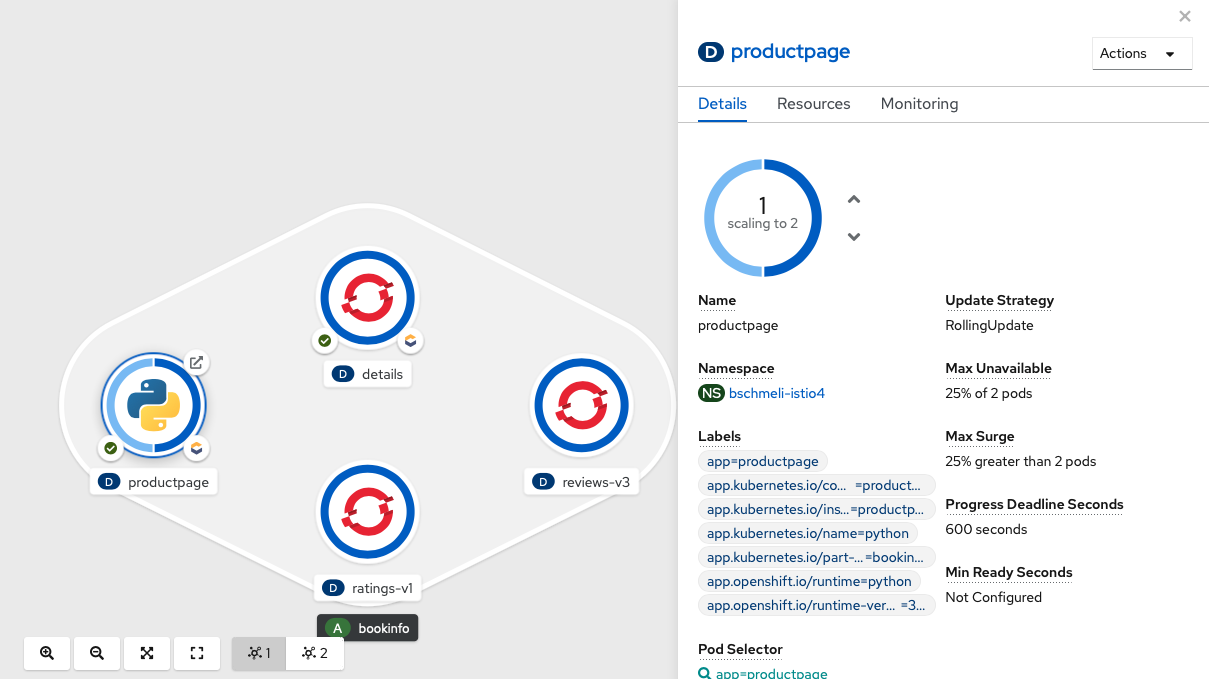 D productpage
Actions
Details Resources Monitoring
1
scaling to 2
Name
productpage
Update Strategy
RollingUpdate
Namespace
NS bschmeli-istio4
Max Unavailable
25% of 2 pods
Labels
app=productpage
app.kubernetes.io/co... =product...
app.kubernetes.io/ins...=productp...
app.kubernetes.io/name=python
app.kubernetes.io/part-...=bookin...
app.openshift.io/runtime=python
app.openshift.io/runtime-ver... =3...
Max Surge
25% greater than 2 pods
Progress Deadline Seconds
600 seconds
Min Ready Seconds
Not Configured
Pod Selector
app=productpage
D details
D productpage
D reviews-v3
D ratings-v1
A bookinfo
1 2